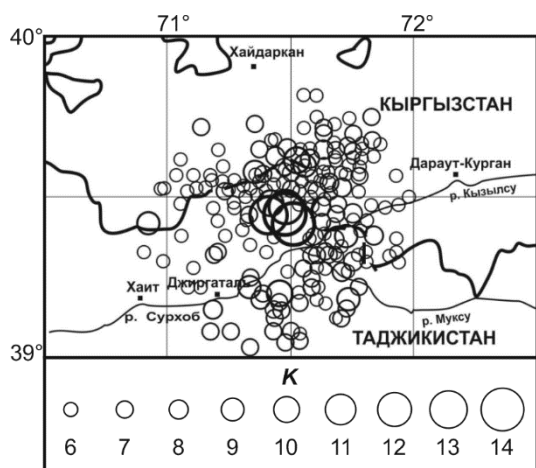 71° 72°
40°
Хайдаркан
КЫРГЫЗСТАН
Дараут-Курган
р. Кызылсу
Джиргаталь
Хаит
р. Сурхоб
р. Муксу
ТАДЖИКИСТАН
39°
K
6 7 8 9 10 11 12 13 14